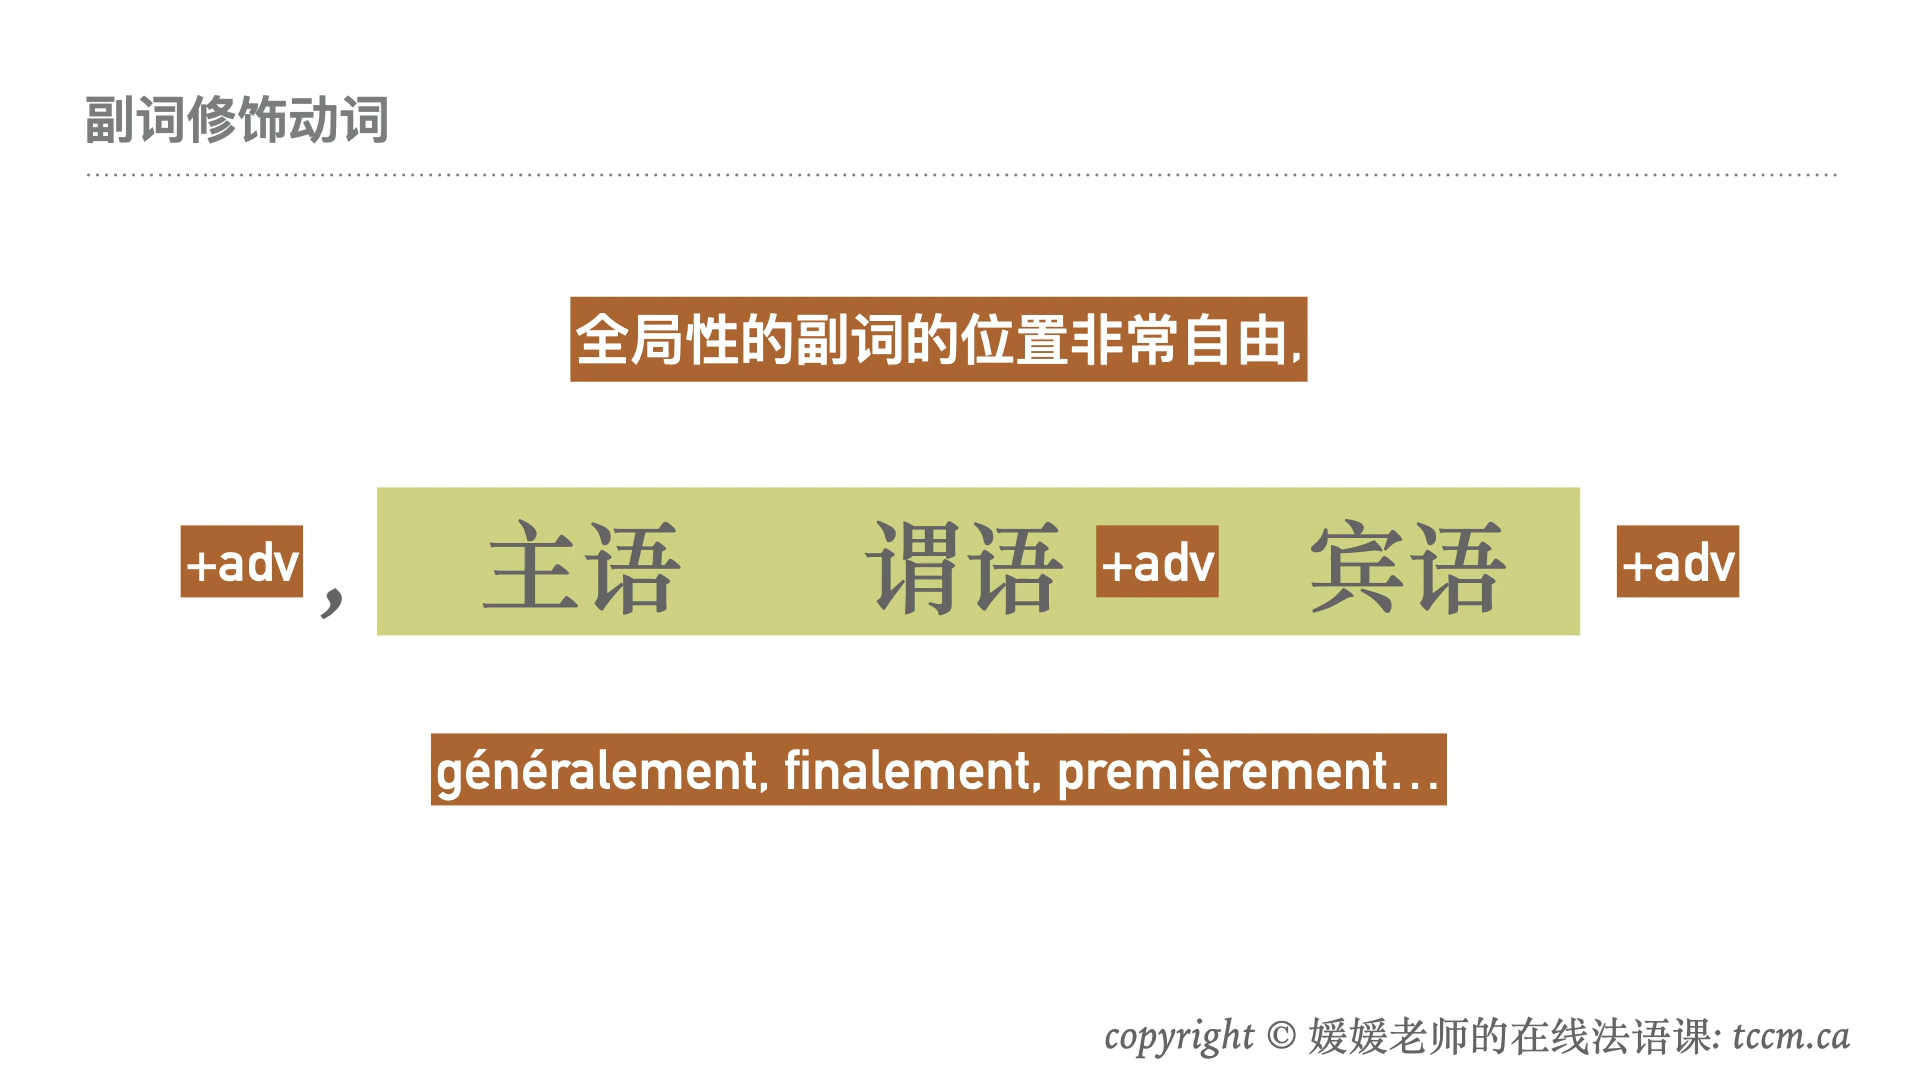 副词修饰动词
全局性的副词的位置非常自由,
+adv , 主语 谓语 +adv 宾语 +adv
généralement, finalement, premièrement...
copyright © 媛媛老师的在线法语课: tccm.ca